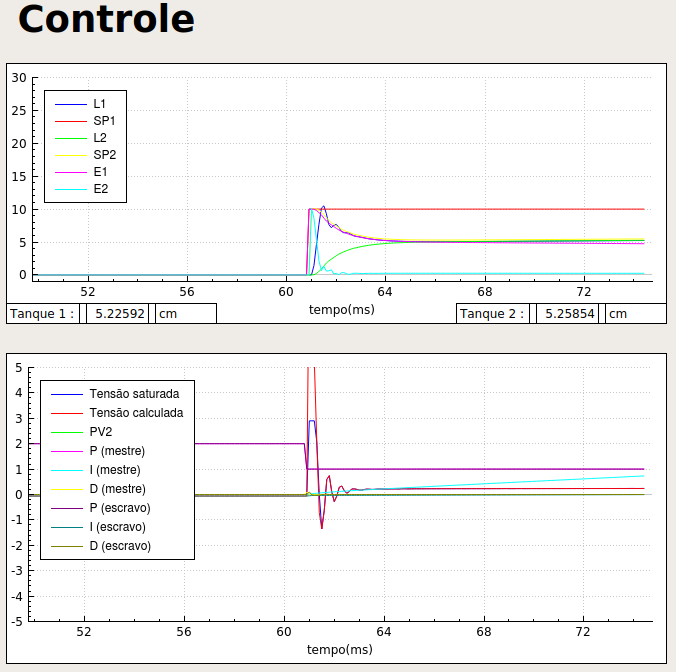 Controle
30
25
20
15
10
5
0
L1
SP1
L2
SP2
E1
E2
52 56 60 64 68 72
tempo(ms)
Tanque 1 : 5.22592 cm
Tanque 2 : 5.25854 cm
5
4
3
2
1
0
-1
-2
-3
-4
-5
Tensão saturada
Tensão calculada
PV2
P (mestre)
I (mestre)
D (mestre)
P (escravo)
I (escravo)
D (escravo)
52 56 60 64 68 72
tempo(ms)